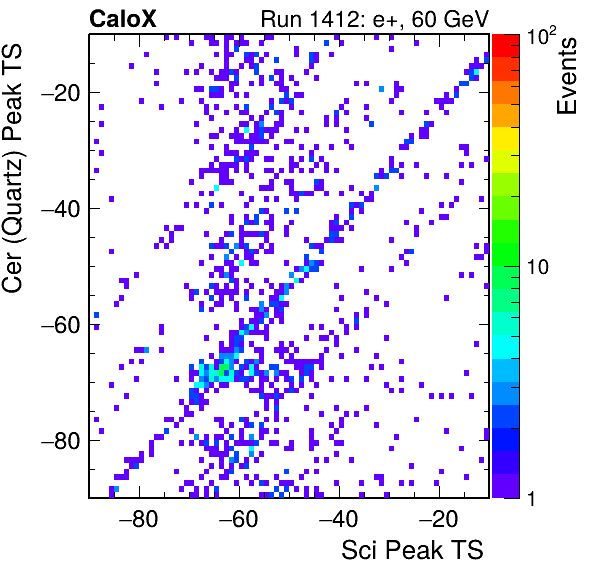 CaloX Run 1412: e+, 60 GeV
Cer (Quartz) Peak TS
−20
−40
−60
−80
−80 −60 −40 −20
Sci Peak TS
10²
10
1
Events